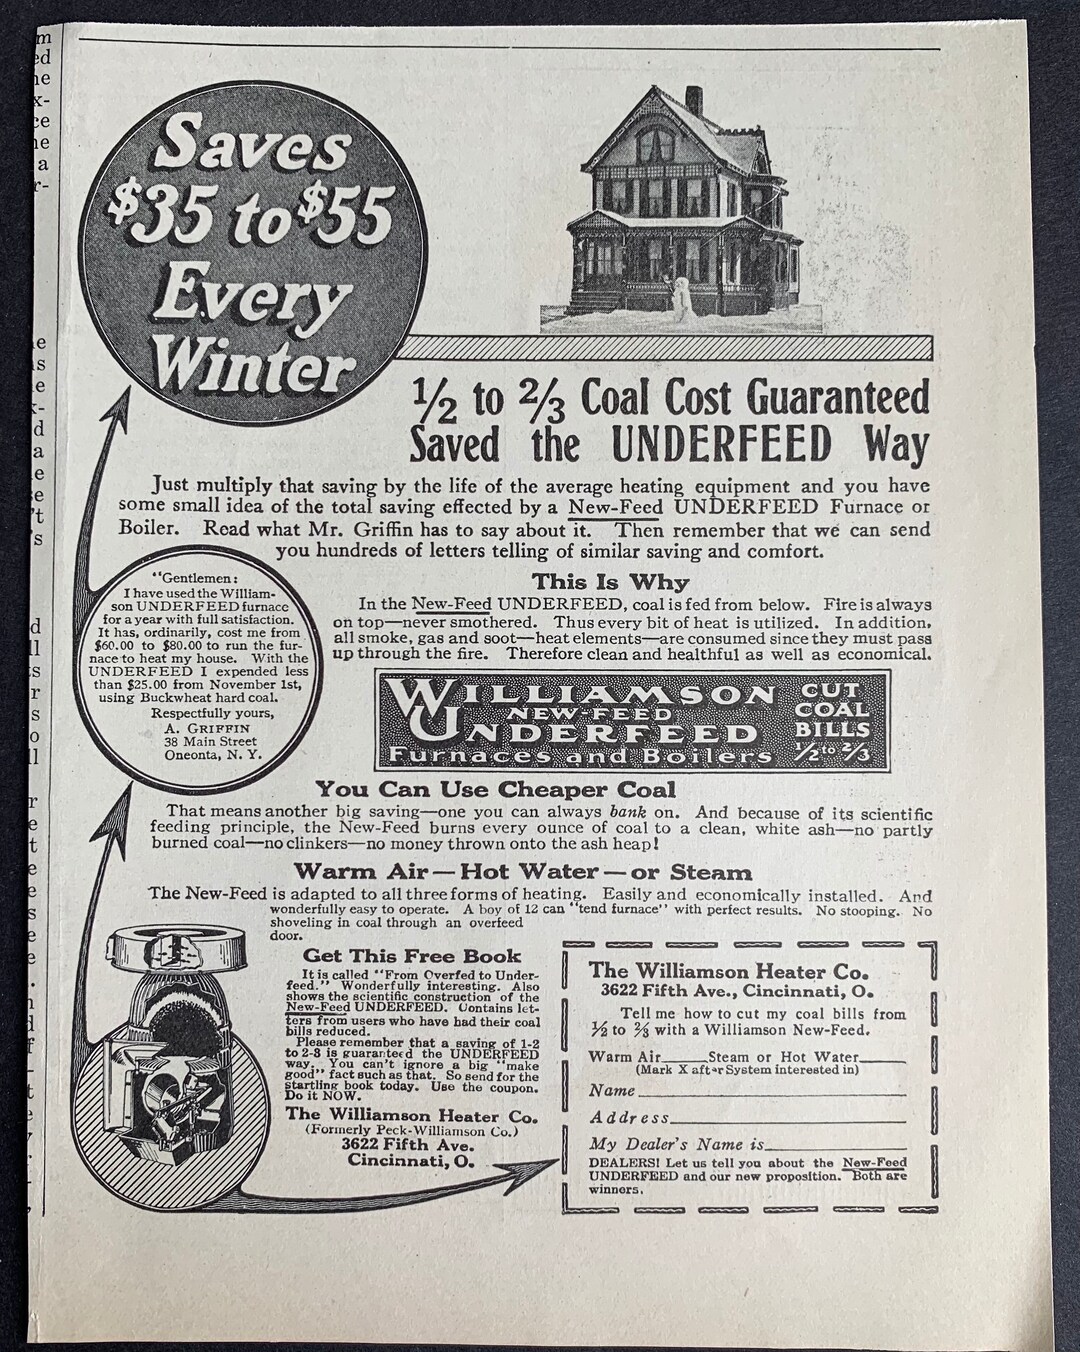 m
ed
he
x-
ce
he
a
r-
e
is
e
k-
d
a
e
e
't
's
d
ll
s
r
s
o
ll
r
e
t
e
e
s
e
e
.
n
d
f
-
t
e
y
r
-
,
Saves
$35 to $55
Every
Winter
1/2 to 2/3 Coal Cost Guaranteed
Saved the UNDERFEED Way
Just multiply that saving by the life of the average heating equipment and you have
some small idea of the total saving effected by a New-Feed UNDERFEED Furnace or
Boiler. Read what Mr. Griffin has to say about it. Then remember that we can send
you hundreds of letters telling of similar saving and comfort.
"Gentlemen:
I have used the William-
son UNDERFEED furnace
for a year with full satisfaction.
It has, ordinarily, cost me from
$60.00 to $80.00 to run the fur-
nace to heat my house. With the
UNDERFEED I expended less
than $25.00 from November 1st,
using Buckwheat hard coal.
Respectfully yours,
A. GRIFFIN
38 Main Street
Oneonta, N. Y.
This Is Why
In the New-Feed UNDERFEED, coal is fed from below. Fire is always
on top—never smothered. Thus every bit of heat is utilized. In addition,
all smoke, gas and soot—heat elements—are consumed since they must pass
up through the fire. Therefore clean and healthful as well as economical.
WILLIAMSON
NEW-FEED
UNDERFEED
Furnaces and Boilers
CUT
COAL
BILLS
1/2 to 2/3
You Can Use Cheaper Coal
That means another big saving—one you can always bank on. And because of its scientific
feeding principle, the New-Feed burns every ounce of coal to a clean, white ash—no partly
burned coal—no clinkers—no money thrown onto the ash heap!
Warm Air—Hot Water—or Steam
The New-Feed is adapted to all three forms of heating. Easily and economically installed. And
wonderfully easy to operate. A boy of 12 can "tend furnace" with perfect results. No stooping. No
shoveling in coal through an overfeed
door.
Get This Free Book
It is called "From Overfed to Under-
feed." Wonderfully interesting. Also
shows the scientific construction of the
New-Feed UNDERFEED. Contains let-
ters from users who have had their coal
bills reduced.
Please remember that a saving of 1-2
to 2-3 is guaranteed the UNDERFEED
way. You can't ignore a big "make
good" fact such as that. So send for the
startling book today. Use the coupon.
Do it NOW.
The Williamson Heater Co.
(Formerly Peck-Williamson Co.)
3622 Fifth Ave.
Cincinnati, O.
The Williamson Heater Co.
3622 Fifth Ave., Cincinnati, O.
Tell me how to cut my coal bills from
1/2 to 2/3 with a Williamson New-Feed.
Warm Air______Steam or Hot Water______
(Mark X after System interested in)
Name
Address
My Dealer's Name is
DEALERS! Let us tell you about the New-Feed
UNDERFEED and our new proposition. Both are
winners.